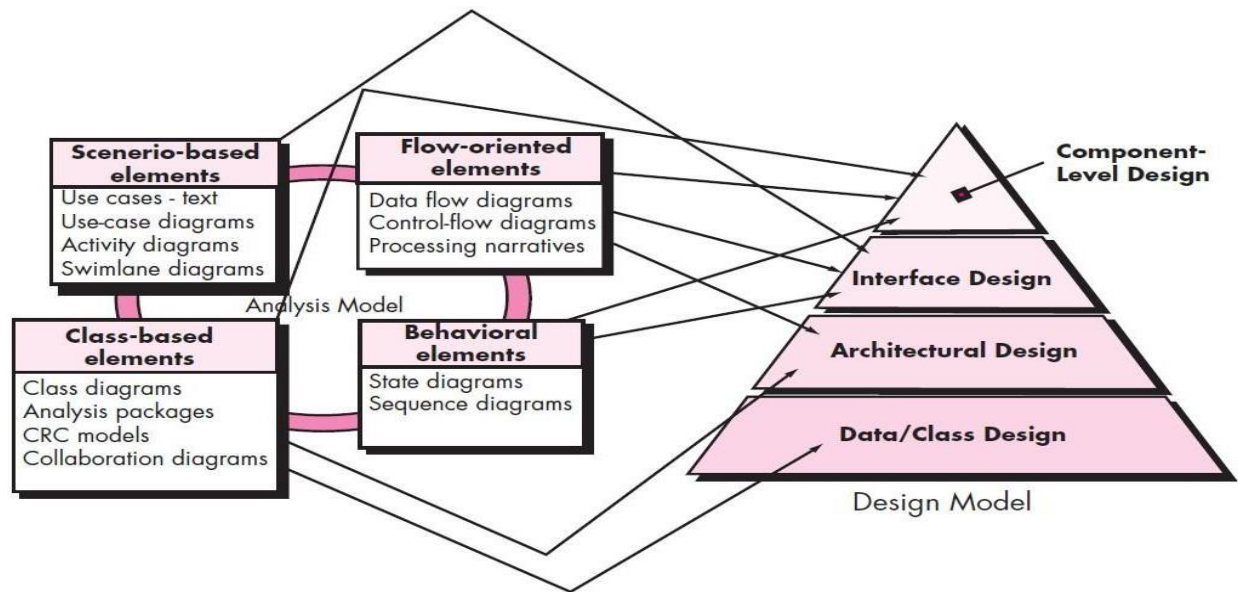 Scenerio-based
elements
Use cases - text
Use-case diagrams
Activity diagrams
Swimlane diagrams
Flow-oriented
elements
Data flow diagrams
Control-flow diagrams
Processing narratives
Analysis Model
Class-based
elements
Class diagrams
Analysis packages
CRC models
Collaboration diagrams
Behavioral
elements
State diagrams
Sequence diagrams
Component-
Level Design
Interface Design
Architectural Design
Data/Class Design
Design Model